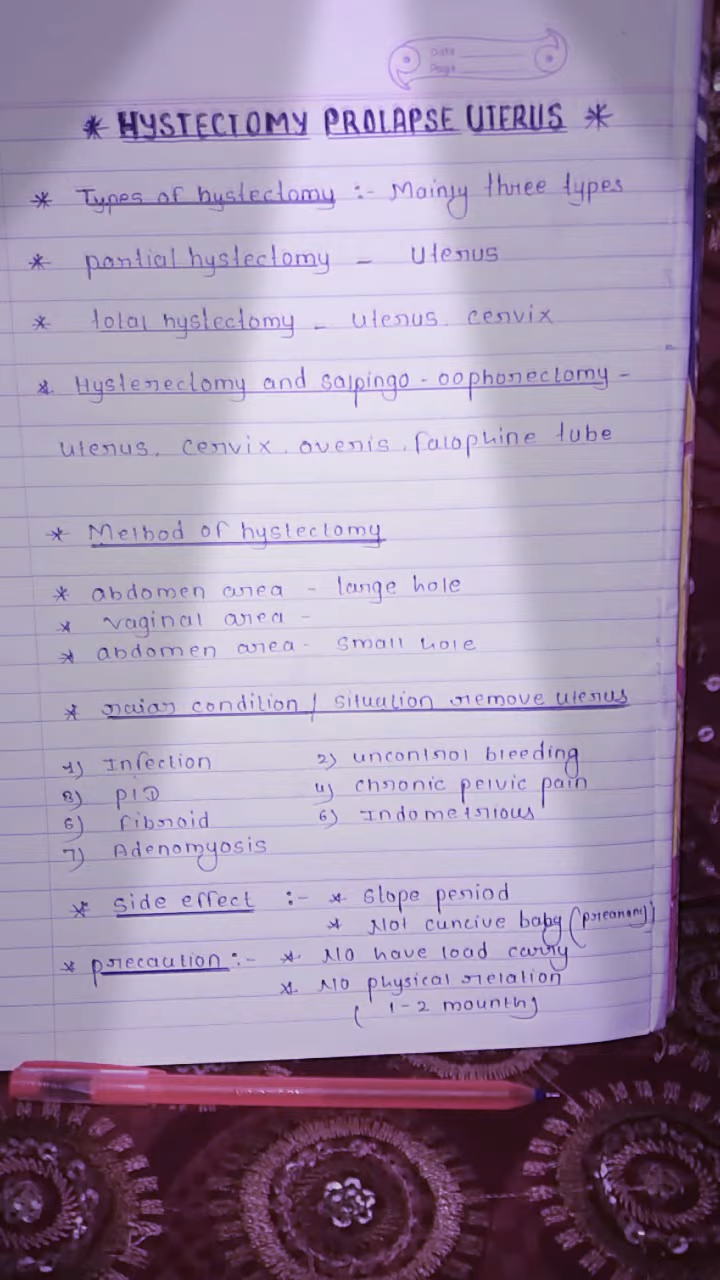 Date
Page
* HYSTECTOMY PROLAPSE UTERUS *
* Types of hystectomy :- Mainly three types
* partial hystectomy - Uterus
* total hystectomy - uterus cervix
* Hysterectomy and salpingo - oophorectomy -
uterus. cervix. overis. falophine tube
* Method of hystectomy
* abdomen area - large hole
* vaginal area -
* abdomen area - small hole
* condition / situation remove uterus
1) Infection 2) uncontrol bleeding
3) PID 4) chronic pelvic pain
5) fibroid 6) Indometrious
7) Adenomyosis
* side effect :- * slope period
* Not cuncive baby
* precaution :- * No have load carry
* No physical relation
( 1-2 mounth)